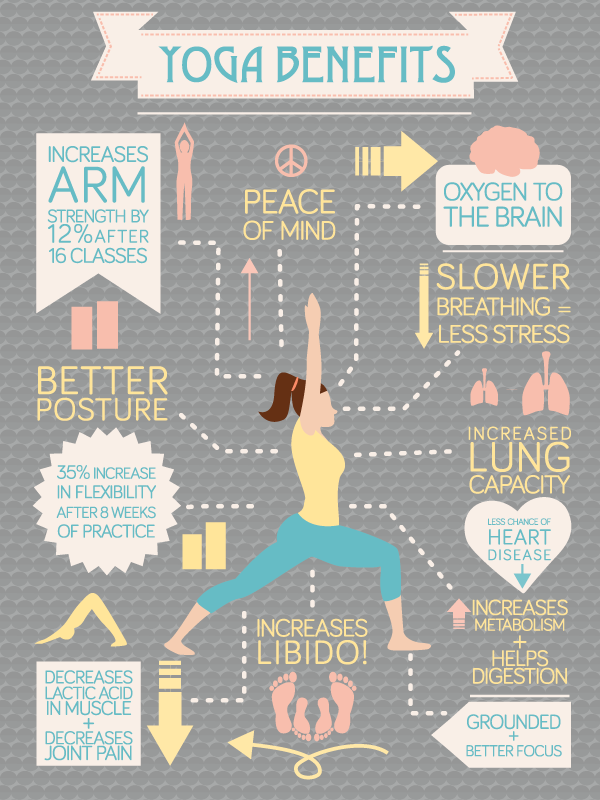 YOGA BENEFITS
INCREASES
ARM
STRENGTH BY
12% AFTER
16 CLASSES
PEACE
OF MIND
OXYGEN TO
THE BRAIN
SLOWER
BREATHING =
LESS STRESS
BETTER
POSTURE
INCREASED
LUNG
CAPACITY
35% INCREASE
IN FLEXIBILITY
AFTER 8 WEEKS
OF PRACTICE
LESS CHANCE OF
HEART
DISEASE
INCREASES
METABOLISM
+
HELPS
DIGESTION
INCREASES
LIBIDO!
DECREASES
LACTIC ACID
IN MUSCLE
+
DECREASES
JOINT PAIN
GROUNDED
+
BETTER FOCUS